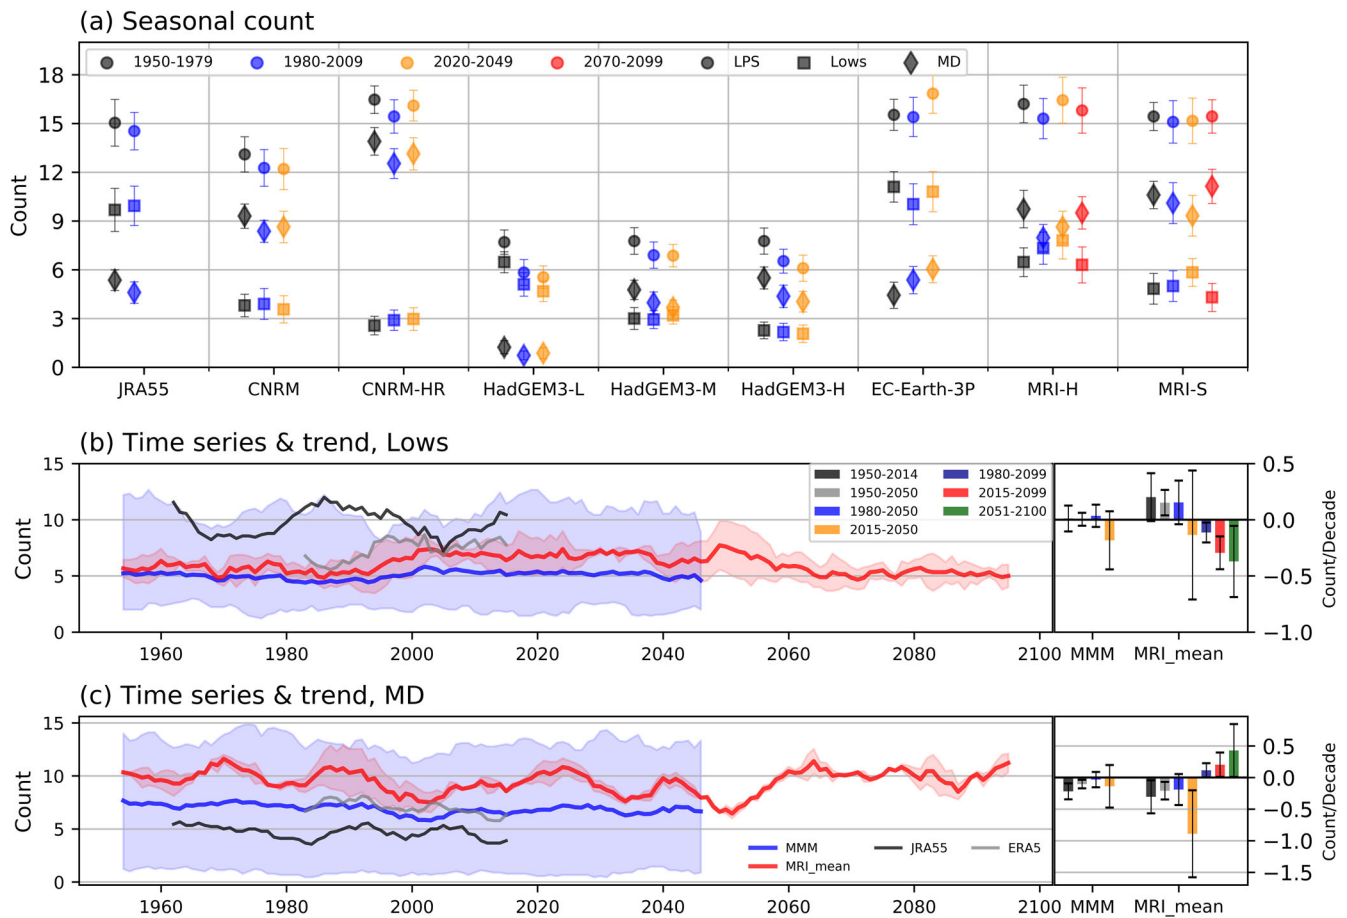 (a) Seasonal count
1950-1979 1980-2009 2020-2049 2070-2099 LPS Lows MD
18
15
12
9
6
3
0
Count
JRA55 CNRM CNRM-HR HadGEM3-L HadGEM3-M HadGEM3-H EC-Earth-3P MRI-H MRI-S
(b) Time series & trend, Lows
15
10
5
0
Count
1950-2014 1980-2099
1950-2050 2015-2099
1980-2050 2051-2100
2015-2050
0.5
0.0
−0.5
−1.0
Count/Decade
1960 1980 2000 2020 2040 2060 2080 2100 MMM MRI_mean
(c) Time series & trend, MD
15
10
5
0
Count
MMM JRA55 ERA5
MRI_mean
0.5
0.0
−0.5
−1.0
−1.5
Count/Decade
1960 1980 2000 2020 2040 2060 2080 2100 MMM MRI_mean